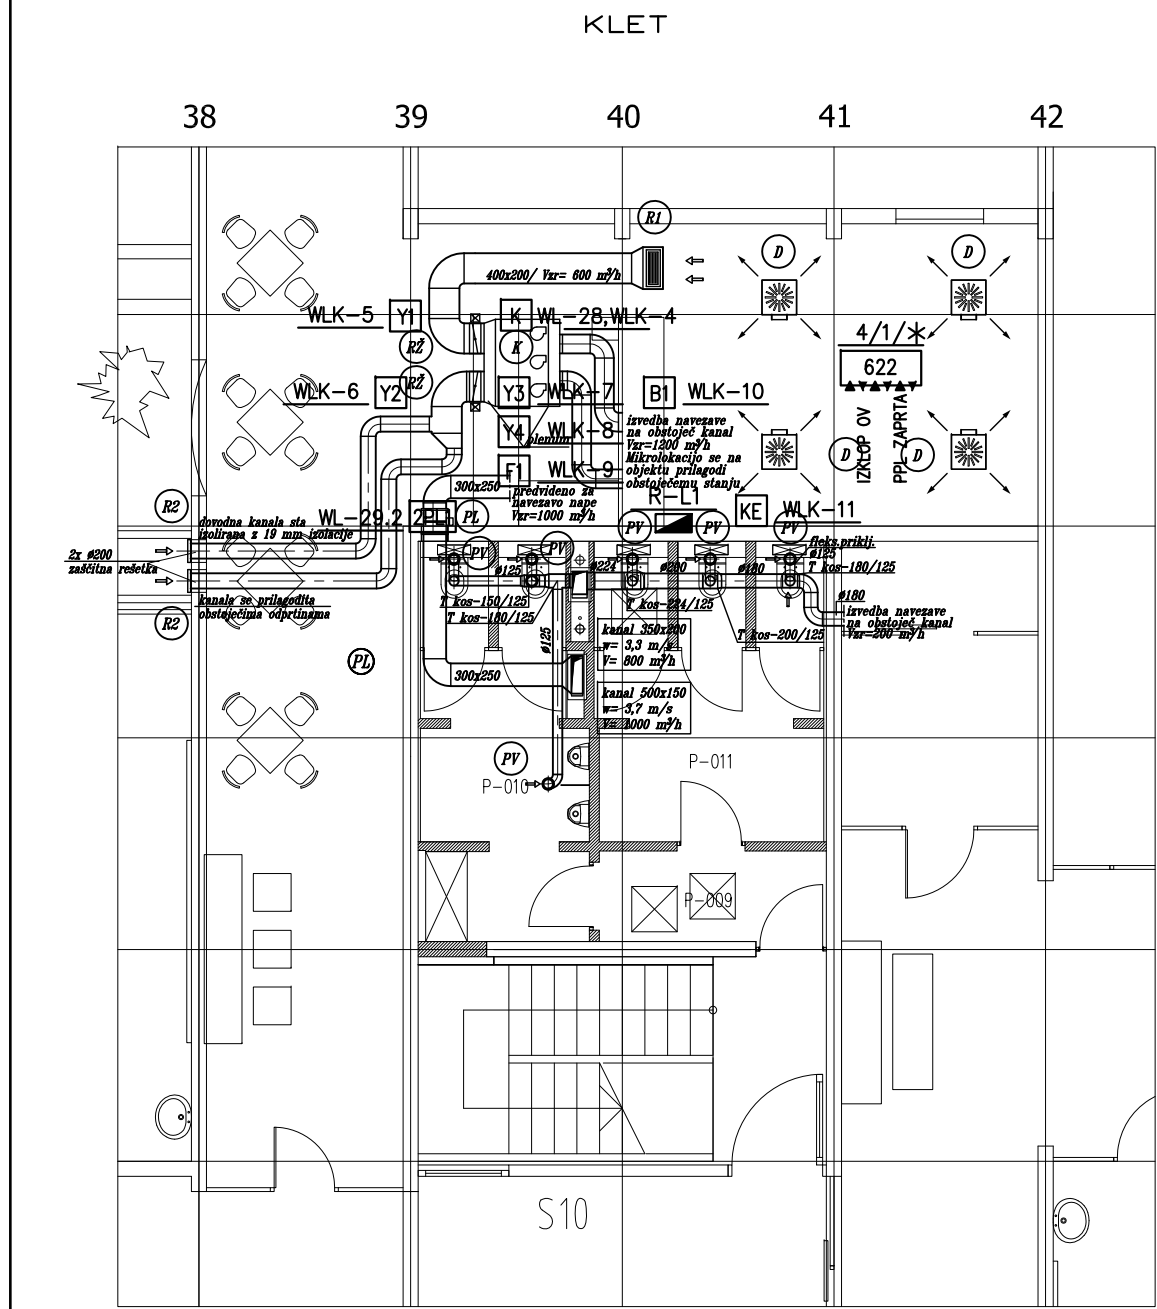 KLET
38
39
40
41
42
R1
D
D
400x200/ Vzr= 600 m³/h
WLK-5
Y1
K
WL-28,WLK-4
RŽ
K
4/1/*
622
WLK-6
Y2
RŽ
Y3
WLK-7
B1
WLK-10
Y4
WLK-8
plenum
izvedba navezave
na obstoječ kanal
Vzr=1200 m³/h
Mikrolokacijo se na
objektu prilagodi
obstoječemu stanju
IZKLOP OV
PPL ZAPRTA
D
D
F1
WLK-9
300x250
predvideno za
navezavo nape
Vzr=1000 m³/h
R-L1
KE
WLK-11
R2
WL-29.2
PL
PV
PV
PV
dovodna kanala sta
izolirana z 19 mm izolacije
2x ø200
zaščitna rešetka
PV
PV
fleks.priklj.
ø125
T kos-180/125
ø125
ø224
ø200
ø180
kanala se prilagodita
obstoječima odprtinama
T kos-150/125
T kos-180/125
T kos-224/125
T kos-200/125
ø180
izvedba navezave
na obstoječ kanal
Vzr=200 m³/h
R2
ø125
kanal 350x200
w= 3,3 m/s
V= 800 m³/h
PL
300x250
kanal 500x150
w= 3,7 m/s
V= 1000 m³/h
PV
P-010
P-011
P-009
S10